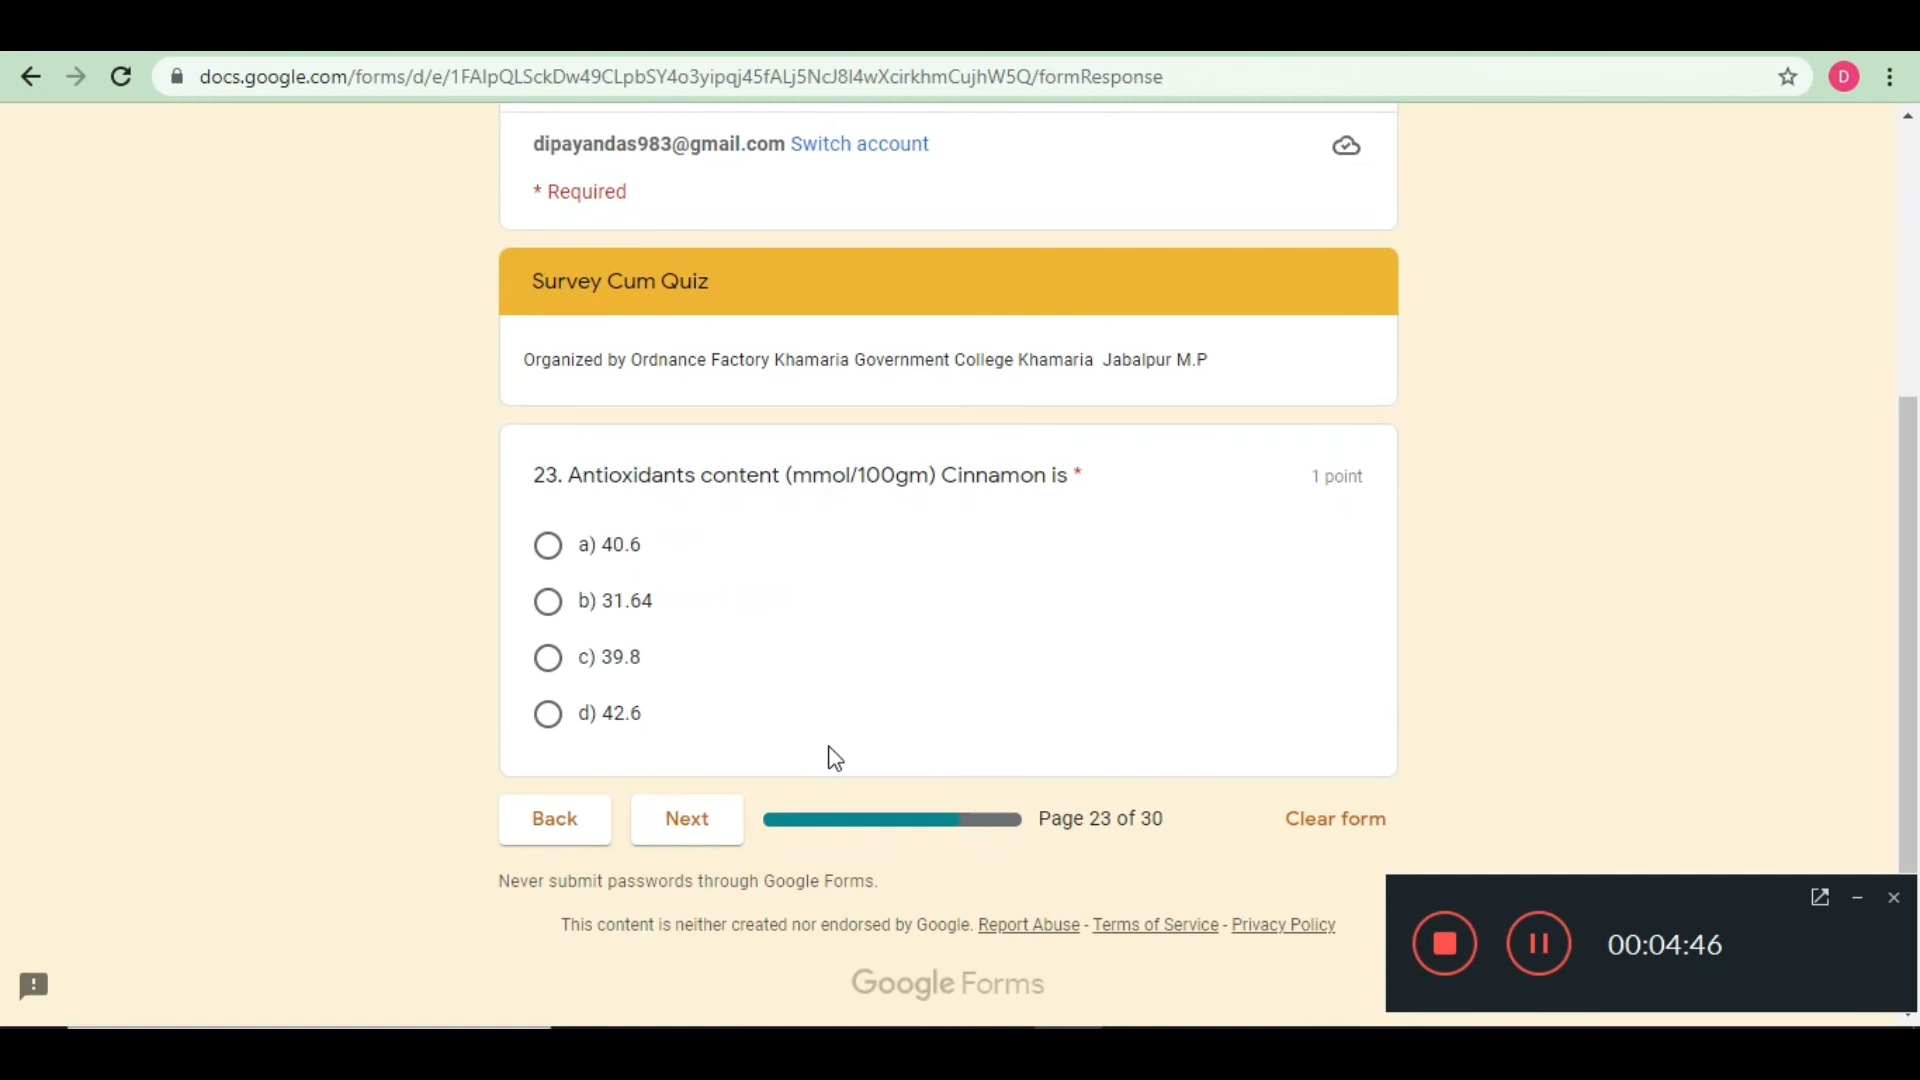 docs.google.com/forms/d/e/1FAIpQLSckDw49CLpbSY4o3yipqj45fALj5NcJ8I4wXcirkhmCujhW5Q/formResponse
D
dipayandas983@gmail.com Switch account
* Required
Survey Cum Quiz
Organized by Ordnance Factory Khamaria Government College Khamaria Jabalpur M.P
23. Antioxidants content (mmol/100gm) Cinnamon is *
1 point
a) 40.6
b) 31.64
c) 39.8
d) 42.6
Back
Next
Page 23 of 30
Clear form
Never submit passwords through Google Forms.
This content is neither created nor endorsed by Google. Report Abuse - Terms of Service - Privacy Policy
Google Forms
00:04:46